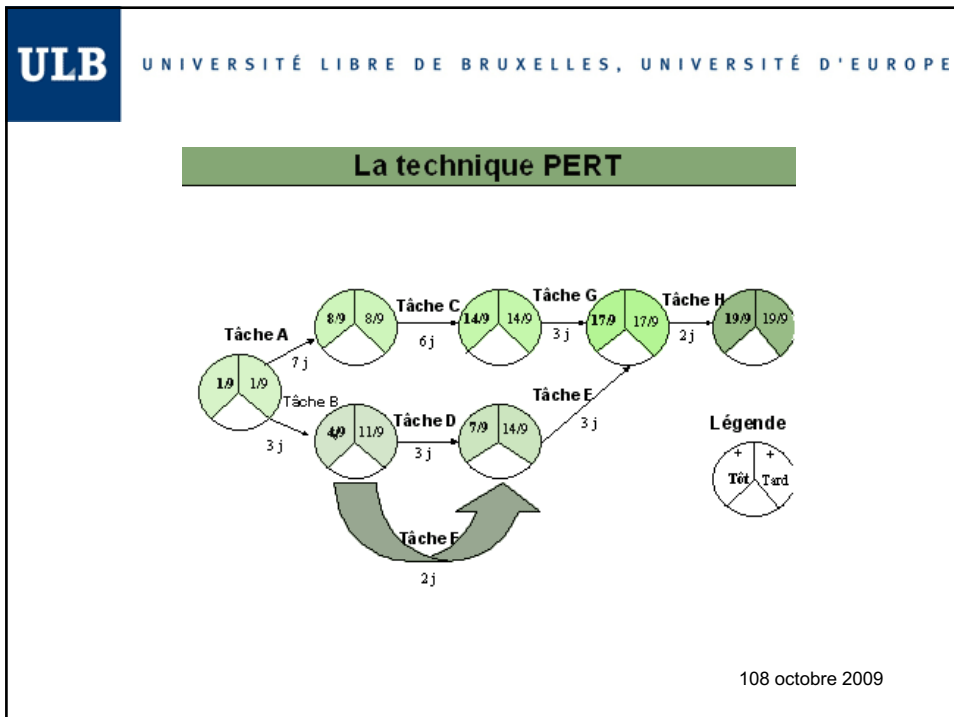 ULB
UNIVERSITÉ LIBRE DE BRUXELLES, UNIVERSITÉ D'EUROPE
La technique PERT
Tâche A
7 j
1/9 1/9
Tâche B
3 j
8/9 8/9
Tâche C
6 j
14/9 14/9
Tâche G
3 j
17/9 17/9
Tâche H
2 j
19/9 19/9
4/9 11/9
Tâche D
3 j
7/9 14/9
Tâche F
3 j
Tâche E
2 j
Légende
+ +
Tôt Tard
108 octobre 2009